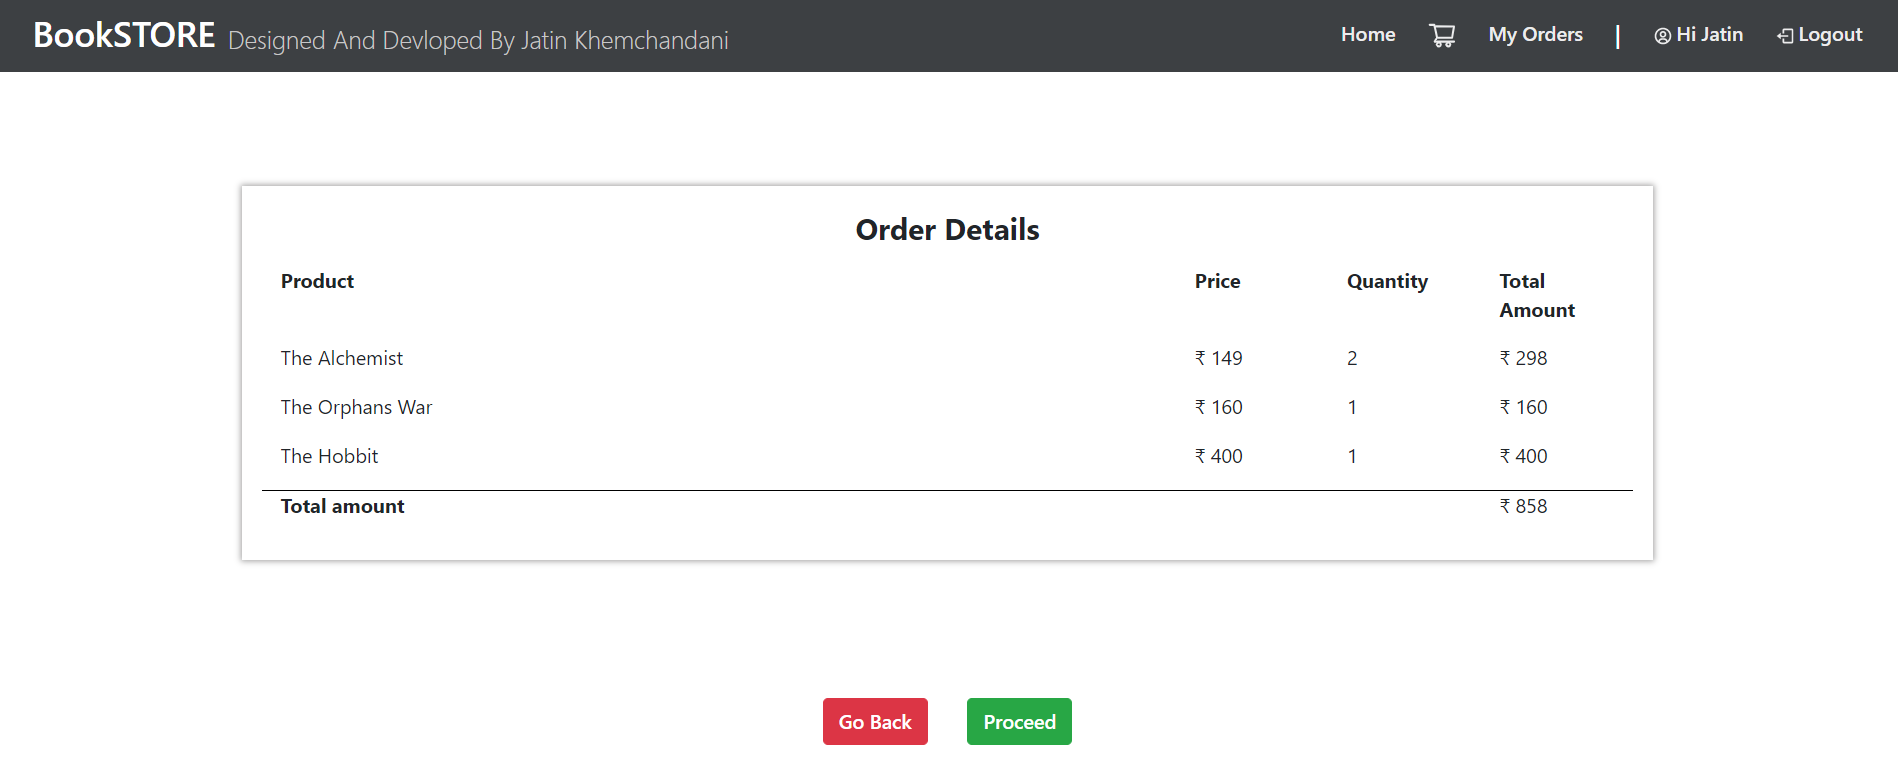 BookSTORE Designed And Devloped By Jatin Khemchandani Home My Orders | Hi Jatin Logout
Order Details
Product Price Quantity Total
Amount
The Alchemist ₹ 149 2 ₹ 298
The Orphans War ₹ 160 1 ₹ 160
The Hobbit ₹ 400 1 ₹ 400
Total amount ₹ 858
Go Back Proceed